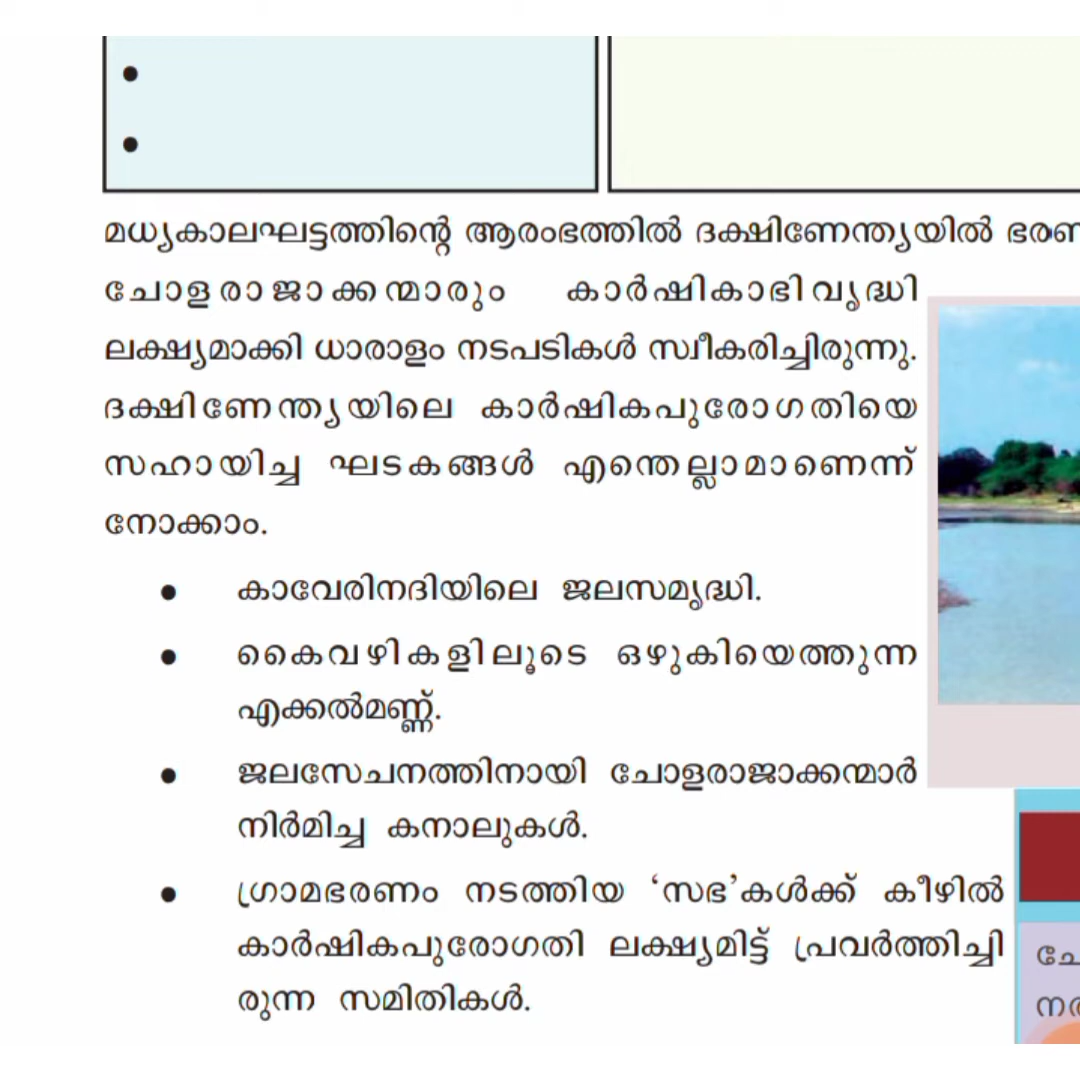 മധ്യകാലഘട്ടത്തിന്റെ ആരംഭത്തിൽ ദക്ഷിണേന്ത്യയിൽ
ചോളരാജാക്കന്മാരും കാർഷികാഭിവൃദ്ധി
ലക്ഷ്യമാക്കി ധാരാളം നടപടികൾ സ്വീകരിച്ചിരുന്നു.
ദക്ഷിണേന്ത്യയിലെ കാർഷികപുരോഗതിയെ
സഹായിച്ച ഘടകങ്ങൾ എന്തെല്ലാമാണെന്ന്
നോക്കാം.
• കാവേരിനദിയിലെ ജലസമൃദ്ധി.
• കൈവഴികളിലൂടെ ഒഴുകിയെത്തുന്ന
എക്കൽമണ്ണ്.
• ജലസേചനത്തിനായി ചോളരാജാക്കന്മാർ
നിർമിച്ച കനാലുകൾ.
• ഗ്രാമഭരണം നടത്തിയ ‘സഭ’കൾക്ക് കീഴിൽ
കാർഷികപുരോഗതി ലക്ഷ്യമിട്ട് പ്രവർത്തിച്ചി
രുന്ന സമിതികൾ.